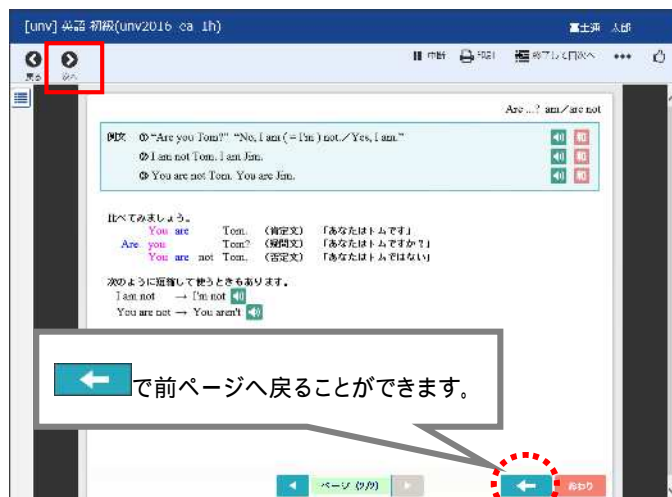 [unv] 英語 初級(unv2016_ea_1h)
富士通 太郎
戻る
次へ
中断
印刷
終了して目次へ
Are ...? am／are not
例文 ① "Are you Tom?" "No, I am ( = I'm ) not.／Yes, I am."
② I am not Tom. I am Jim.
③ You are not Tom. You are Jim.
比べてみましょう。
You are Tom. （肯定文） 「あなたはトムです」
Are you Tom? （疑問文） 「あなたはトムですか？」
You are not Tom. （否定文） 「あなたはトムではない」
次のように短縮して使うときもあります。
I am not → I'm not
You are not → You aren't
で前ページへ戻ることができます。
ページ (2/2)
おわり